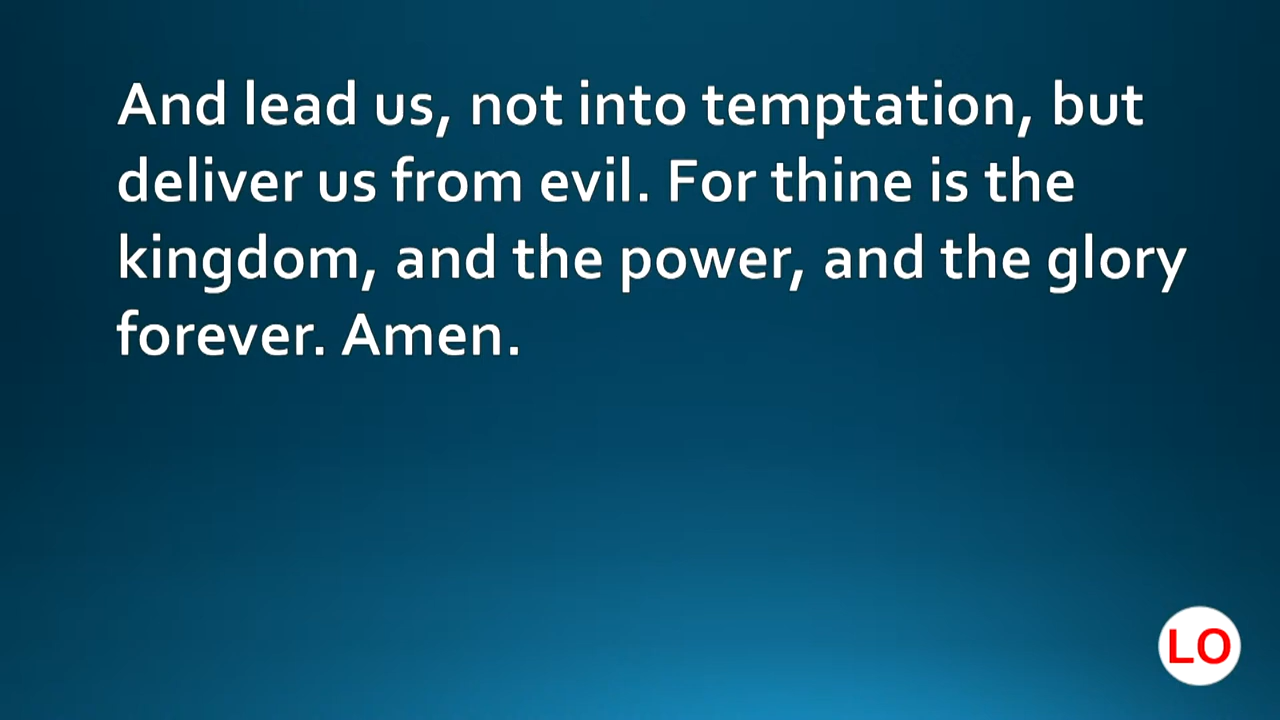 And lead us, not into temptation, but
deliver us from evil. For thine is the
kingdom, and the power, and the glory
forever. Amen.
LO